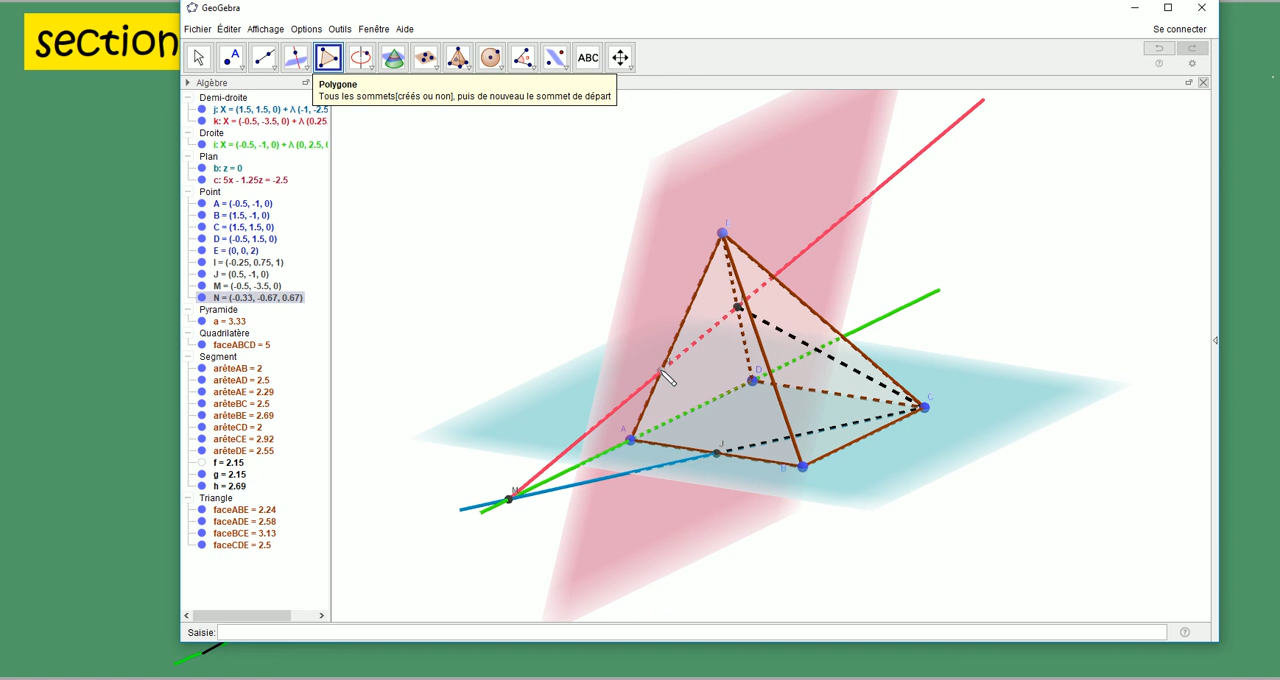 section
GeoGebra
Fichier Éditer Affichage Options Outils Fenêtre Aide
Se connecter
ABC
Algèbre
Polygone
Tous les sommets[créés ou non], puis de nouveau le sommet de départ
Demi-droite
j: X = (1.5, 1.5, 0) + λ (-1, -2.5
k: X = (-0.5, -3.5, 0) + λ (0.25
Droite
i: X = (-0.5, -1, 0) + λ (0, 2.5, (
Plan
b: z = 0
c: 5x - 1.25z = -2.5
Point
A = (-0.5, -1, 0)
B = (1.5, -1, 0)
C = (1.5, 1.5, 0)
D = (-0.5, 1.5, 0)
E = (0, 0, 2)
I = (-0.25, 0.75, 1)
J = (0.5, -1, 0)
M = (-0.5, -3.5, 0)
N = (-0.33, -0.67, 0.67)
Pyramide
a = 3.33
Quadrilatère
faceABCD = 5
Segment
arêteAB = 2
arêteAD = 2.5
arêteAE = 2.29
arêteBC = 2.5
arêteBE = 2.69
arêteCD = 2
arêteCE = 2.92
arêteDE = 2.55
f = 2.15
g = 2.15
h = 2.69
Triangle
faceABE = 2.24
faceADE = 2.58
faceBCE = 3.13
faceCDE = 2.5
D
C
A
J
B
M
Saisie: